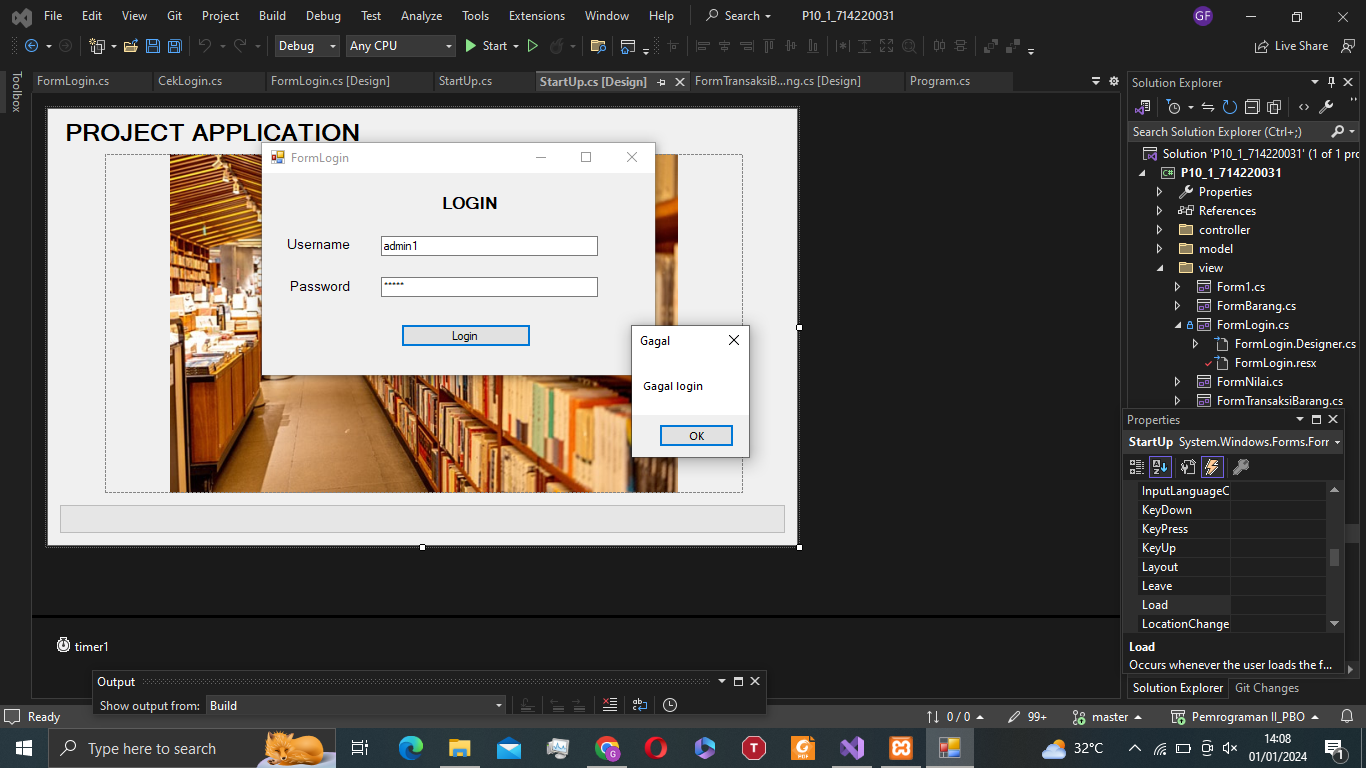 File Edit View Git Project Build Debug Test Analyze Tools Extensions Window Help Search P10_1_714220031 GF
Debug Any CPU Start Live Share
FormLogin.cs CekLogin.cs FormLogin.cs [Design] StartUp.cs StartUp.cs [Design] FormTransaksiB...ng.cs [Design] Program.cs
Toolbox
PROJECT APPLICATION
FormLogin
LOGIN
Username admin1
Password *****
Login
Gagal
Gagal login
OK
timer1
Output
Show output from: Build
Solution Explorer
Search Solution Explorer (Ctrl+;)
Solution 'P10_1_714220031' (1 of 1 pro
C# P10_1_714220031
Properties
References
controller
model
view
Form1.cs
FormBarang.cs
FormLogin.cs
FormLogin.Designer.cs
FormLogin.resx
FormNilai.cs
FormTransaksiBarang.cs
Properties
StartUp System.Windows.Forms.Forr
InputLanguageC
KeyDown
KeyPress
KeyUp
Layout
Leave
Load
LocationChange
Load
Occurs whenever the user loads the f...
Solution Explorer Git Changes
Ready 0 / 0 99+ master Pemrograman II_PBO
Type here to search 32°C 14:08
01/01/2024 1